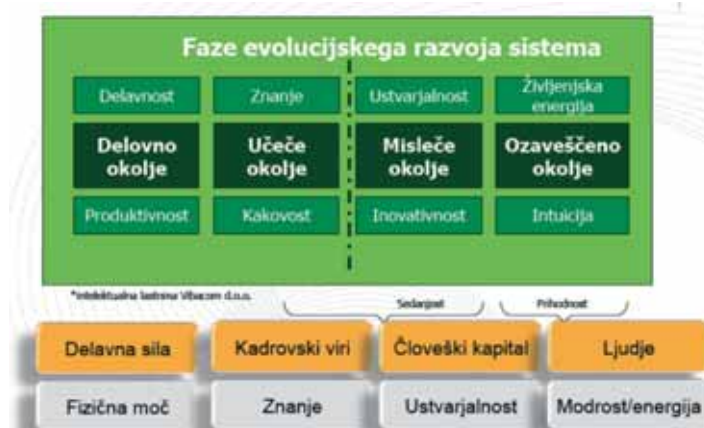 Faze evolucijskega razvoja sistema
Delavnost
Znanje
Ustvarjalnost
Življenjska
energija
Delovno
okolje
Učeče
okolje
Misleče
okolje
Ozaveščeno
okolje
Produktivnost
Kakovost
Inovativnost
Intuicija
*intelektualna lastnina Vibacom d.o.o.
Sedanjost
Prihodnost
Delavna sila
Kadrovski viri
Človeški kapital
Ljudje
Fizična moč
Znanje
Ustvarjalnost
Modrost/energija